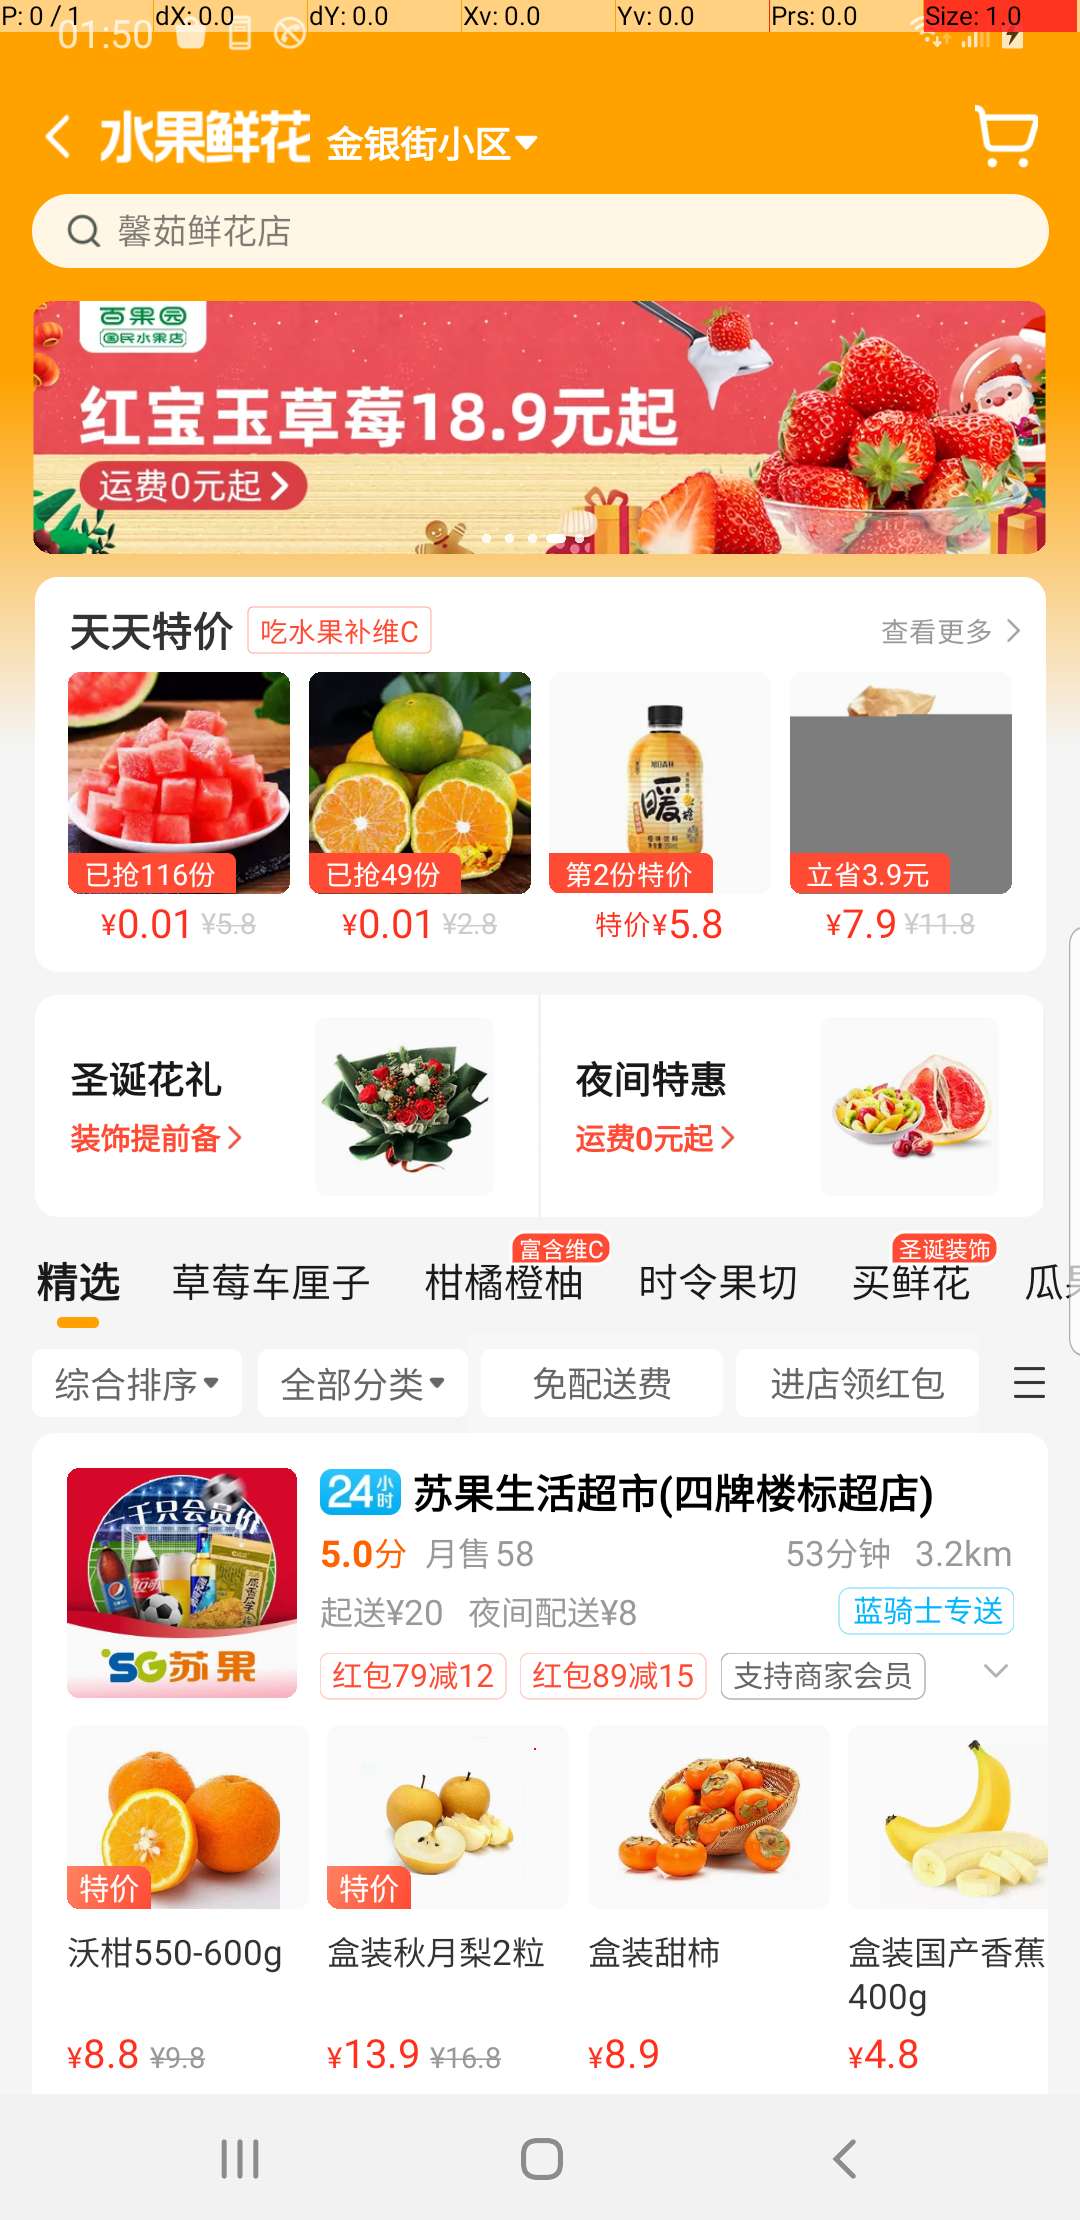 P: 0 / 1 dX: 0.0 dY: 0.0 Xv: 0.0 Yv: 0.0 Prs: 0.0 Size: 1.0
01:50
水果鲜花 金银街小区
馨茹鲜花店
百果园
国民水果店
红宝玉草莓18.9元起
运费0元起
天天特价 吃水果补维C 查看更多
已抢116份 已抢49份 第2份特价 立省3.9元
¥0.01 ¥5.8 ¥0.01 ¥2.8 特价¥5.8 ¥7.9 ¥11.8
圣诞花礼 夜间特惠
装饰提前备 运费0元起
富含维C 圣诞装饰
精选 草莓车厘子 柑橘橙柚 时令果切 买鲜花 瓜果
综合排序 全部分类 免配送费 进店领红包
24小时 苏果生活超市(四牌楼标超店)
5.0分 月售58 53分钟 3.2km
起送¥20 夜间配送¥8 蓝骑士专送
红包79减12 红包89减15 支持商家会员
千只会员价
SG苏果
特价 特价
沃柑550-600g 盒装秋月梨2粒 盒装甜柿 盒装国产香蕉
400g
¥8.8 ¥9.8 ¥13.9 ¥16.8 ¥8.9 ¥4.8